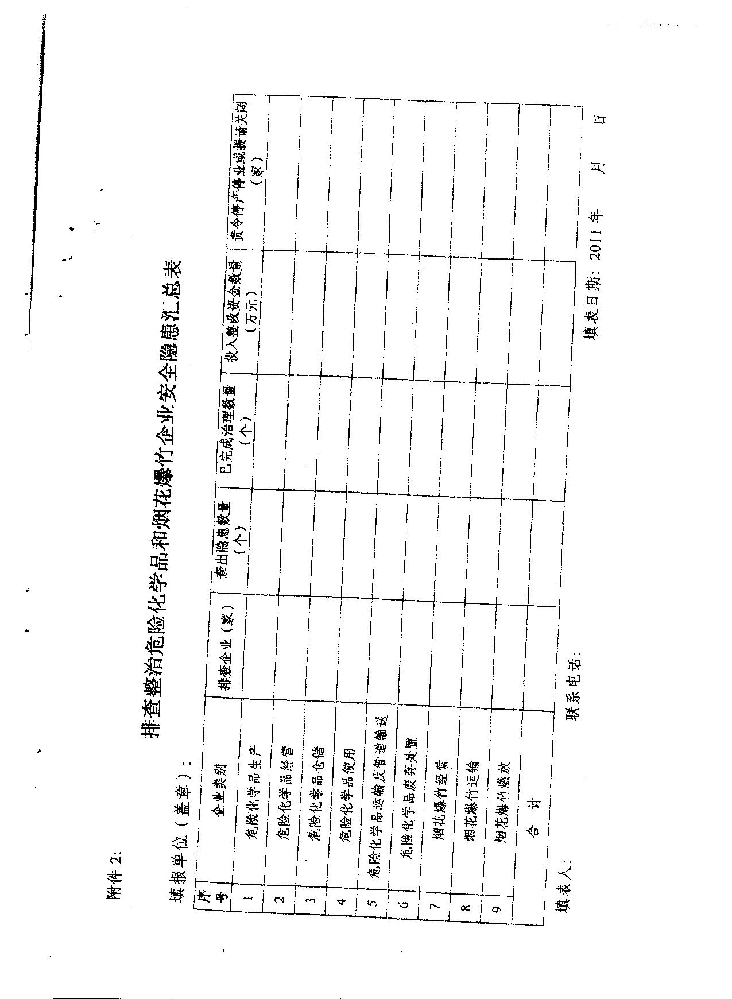 附件 2:
排查整治危险化学品和烟花爆竹企业安全隐患汇总表
填报单位（盖章）:
序号 企业类别 排查企业（家） 查出隐患数量（个） 已完成治理数量（个） 投入整改资金数量（万元） 责令停产停业或提请关闭（家）
1 危险化学品生产
2 危险化学品经营
3 危险化学品仓储
4 危险化学品使用
5 危险化学品运输及管道输送
6 危险化学品废弃处置
7 烟花爆竹经营
8 烟花爆竹运输
9 烟花爆竹燃放
合 计
填表人: 联系电话: 填表日期: 2011 年 月 日